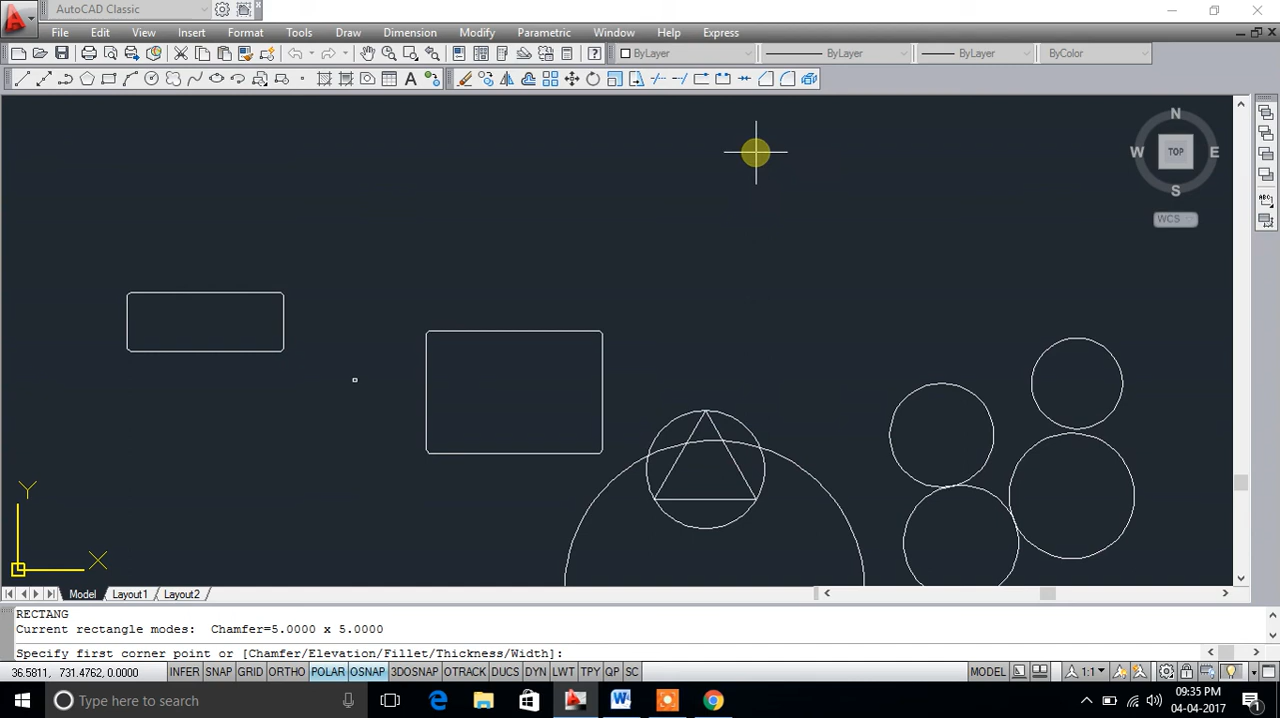 AutoCAD Classic
File Edit View Insert Format Tools Draw Dimension Modify Parametric Window Help Express
ByLayer ByLayer ByLayer ByColor
N
W TOP E
S
WCS
Y
X
Model Layout1 Layout2
RECTANG
Current rectangle modes: Chamfer=5.0000 x 5.0000
Specify first corner point or [Chamfer/Elevation/Fillet/Thickness/Width]:
36.5811, 731.4762, 0.0000 INFER SNAP GRID ORTHO POLAR OSNAP 3DOSNAP OTRACK DUCS DYN LWT TPY QP SC MODEL 1:1
Type here to search 09:35 PM
04-04-2017